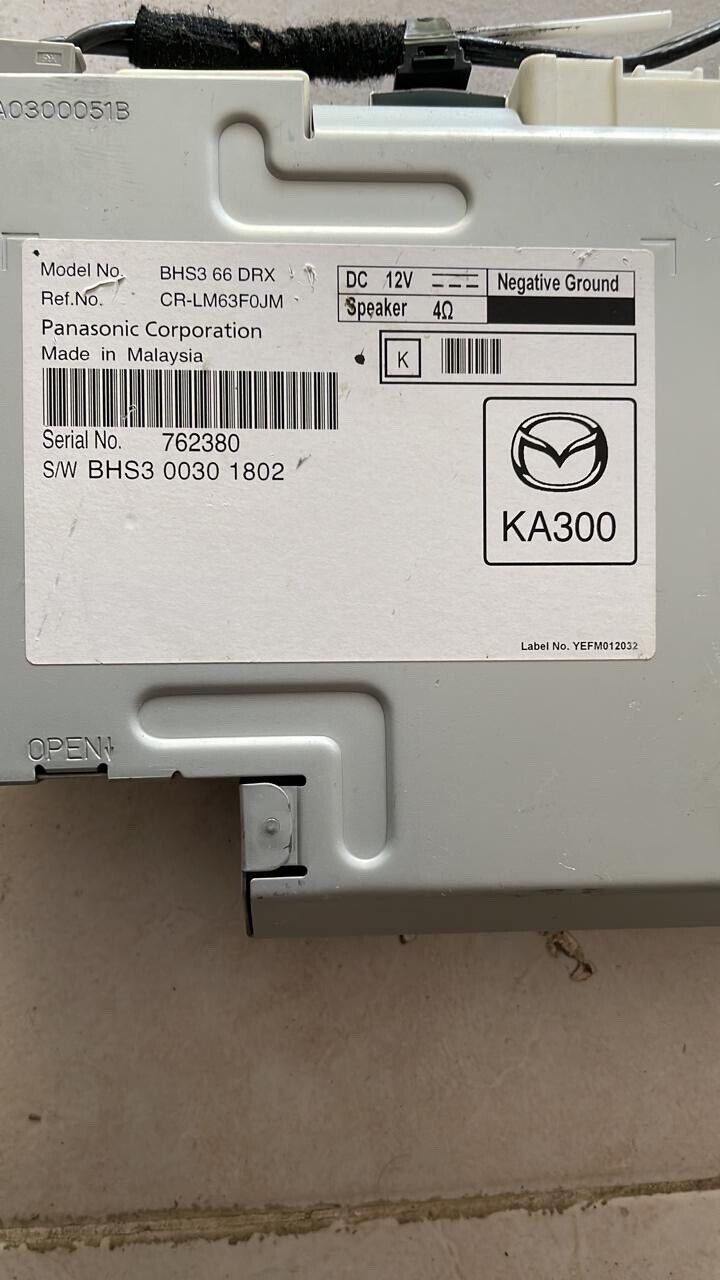 A0300051B
Model No. BHS3 66 DRX
Ref.No. CR-LM63F0JM
Panasonic Corporation
Made in Malaysia
DC 12V
Negative Ground
Speaker 4Ω
K
Serial No. 762380
S/W BHS3 0030 1802
KA300
Label No. YEFM012032
OPEN↓